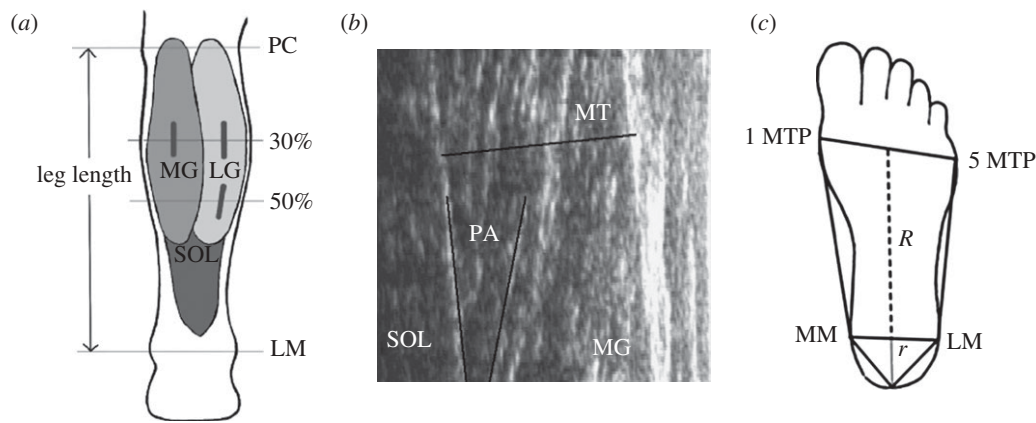 (a)
PC
30%
leg length
MG
LG
50%
SOL
LM
(b)
MT
PA
SOL
MG
(c)
1 MTP
5 MTP
R
MM
r
LM